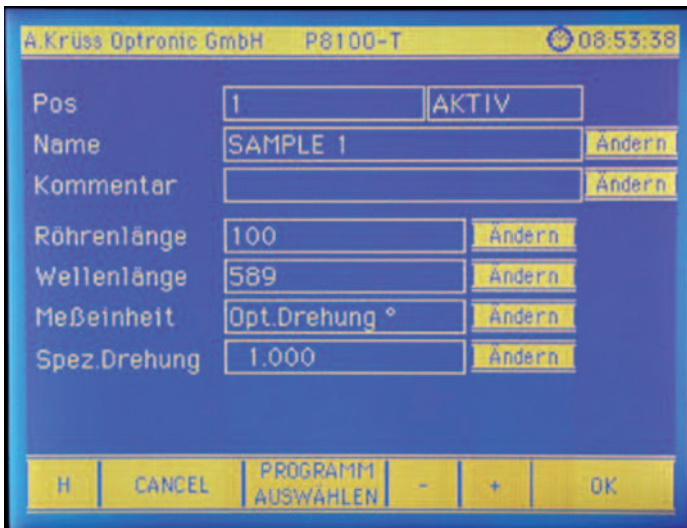 A.Krüss Optronic GmbH P8100-T 08:53:38
Pos 1 AKTIV
Name SAMPLE 1 Ändern
Kommentar Ändern
Röhrenlänge 100 Ändern
Wellenlänge 589 Ändern
Meßeinheit Opt.Drehung ° Ändern
Spez.Drehung 1.000 Ändern
H CANCEL PROGRAMM AUSWÄHLEN - + OK